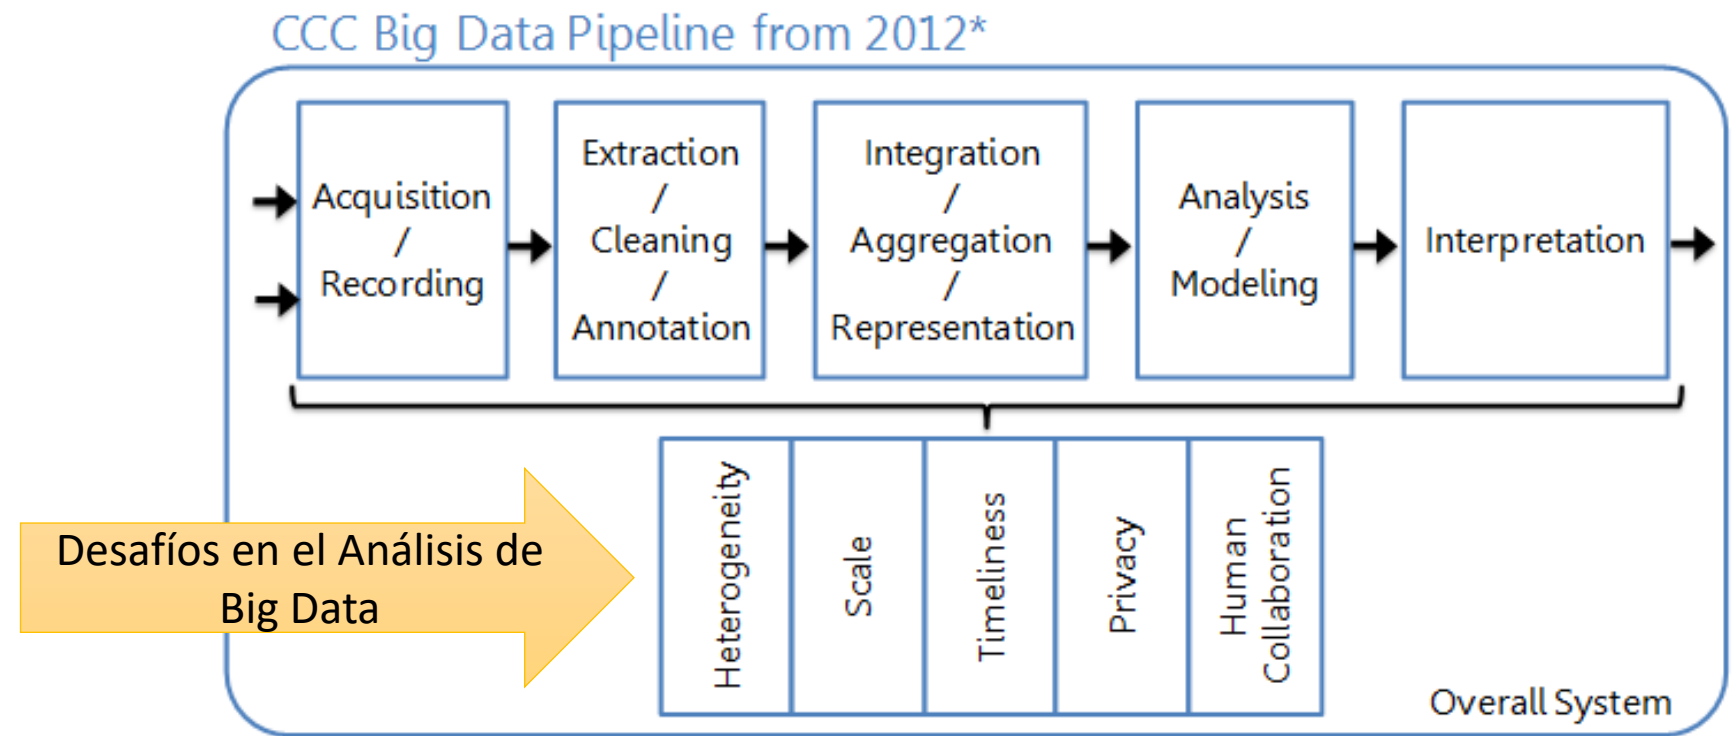 CCC Big Data Pipeline from 2012*
Acquisition
/
Recording
Extraction
/
Cleaning
/
Annotation
Integration
/
Aggregation
/
Representation
Analysis
/
Modeling
Interpretation
Desafíos en el Análisis de
Big Data
Heterogeneity
Scale
Timeliness
Privacy
Human
Collaboration
Overall System